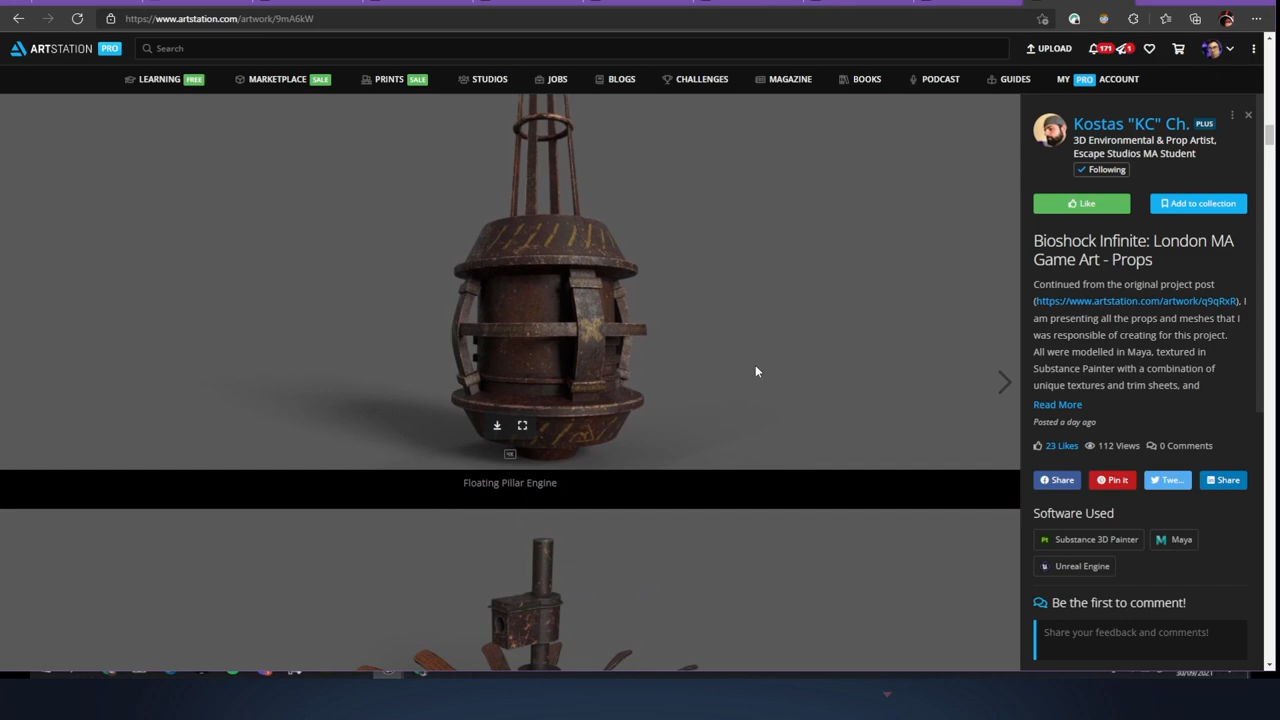 https://www.artstation.com/artwork/9mA6kW
ARTSTATION PRO
Search
UPLOAD
171
1
LEARNING FREE
MARKETPLACE SALE
PRINTS SALE
STUDIOS
JOBS
BLOGS
CHALLENGES
MAGAZINE
BOOKS
PODCAST
GUIDES
MY PRO ACCOUNT
Kostas "KC" Ch. PLUS
3D Environmental & Prop Artist,
Escape Studios MA Student
Following
Like
Add to collection
Bioshock Infinite: London MA
Game Art - Props
Continued from the original project post
(https://www.artstation.com/artwork/q9qRxR), I
am presenting all the props and meshes that I
was responsible of creating for this project.
All were modelled in Maya, textured in
Substance Painter with a combination of
unique textures and trim sheets, and
Read More
Posted a day ago
23 Likes
112 Views
0 Comments
Share
Pin it
Twe...
Share
Software Used
Pt Substance 3D Painter
Maya
Unreal Engine
Be the first to comment!
Share your feedback and comments!
4K
Floating Pillar Engine
30/09/2021